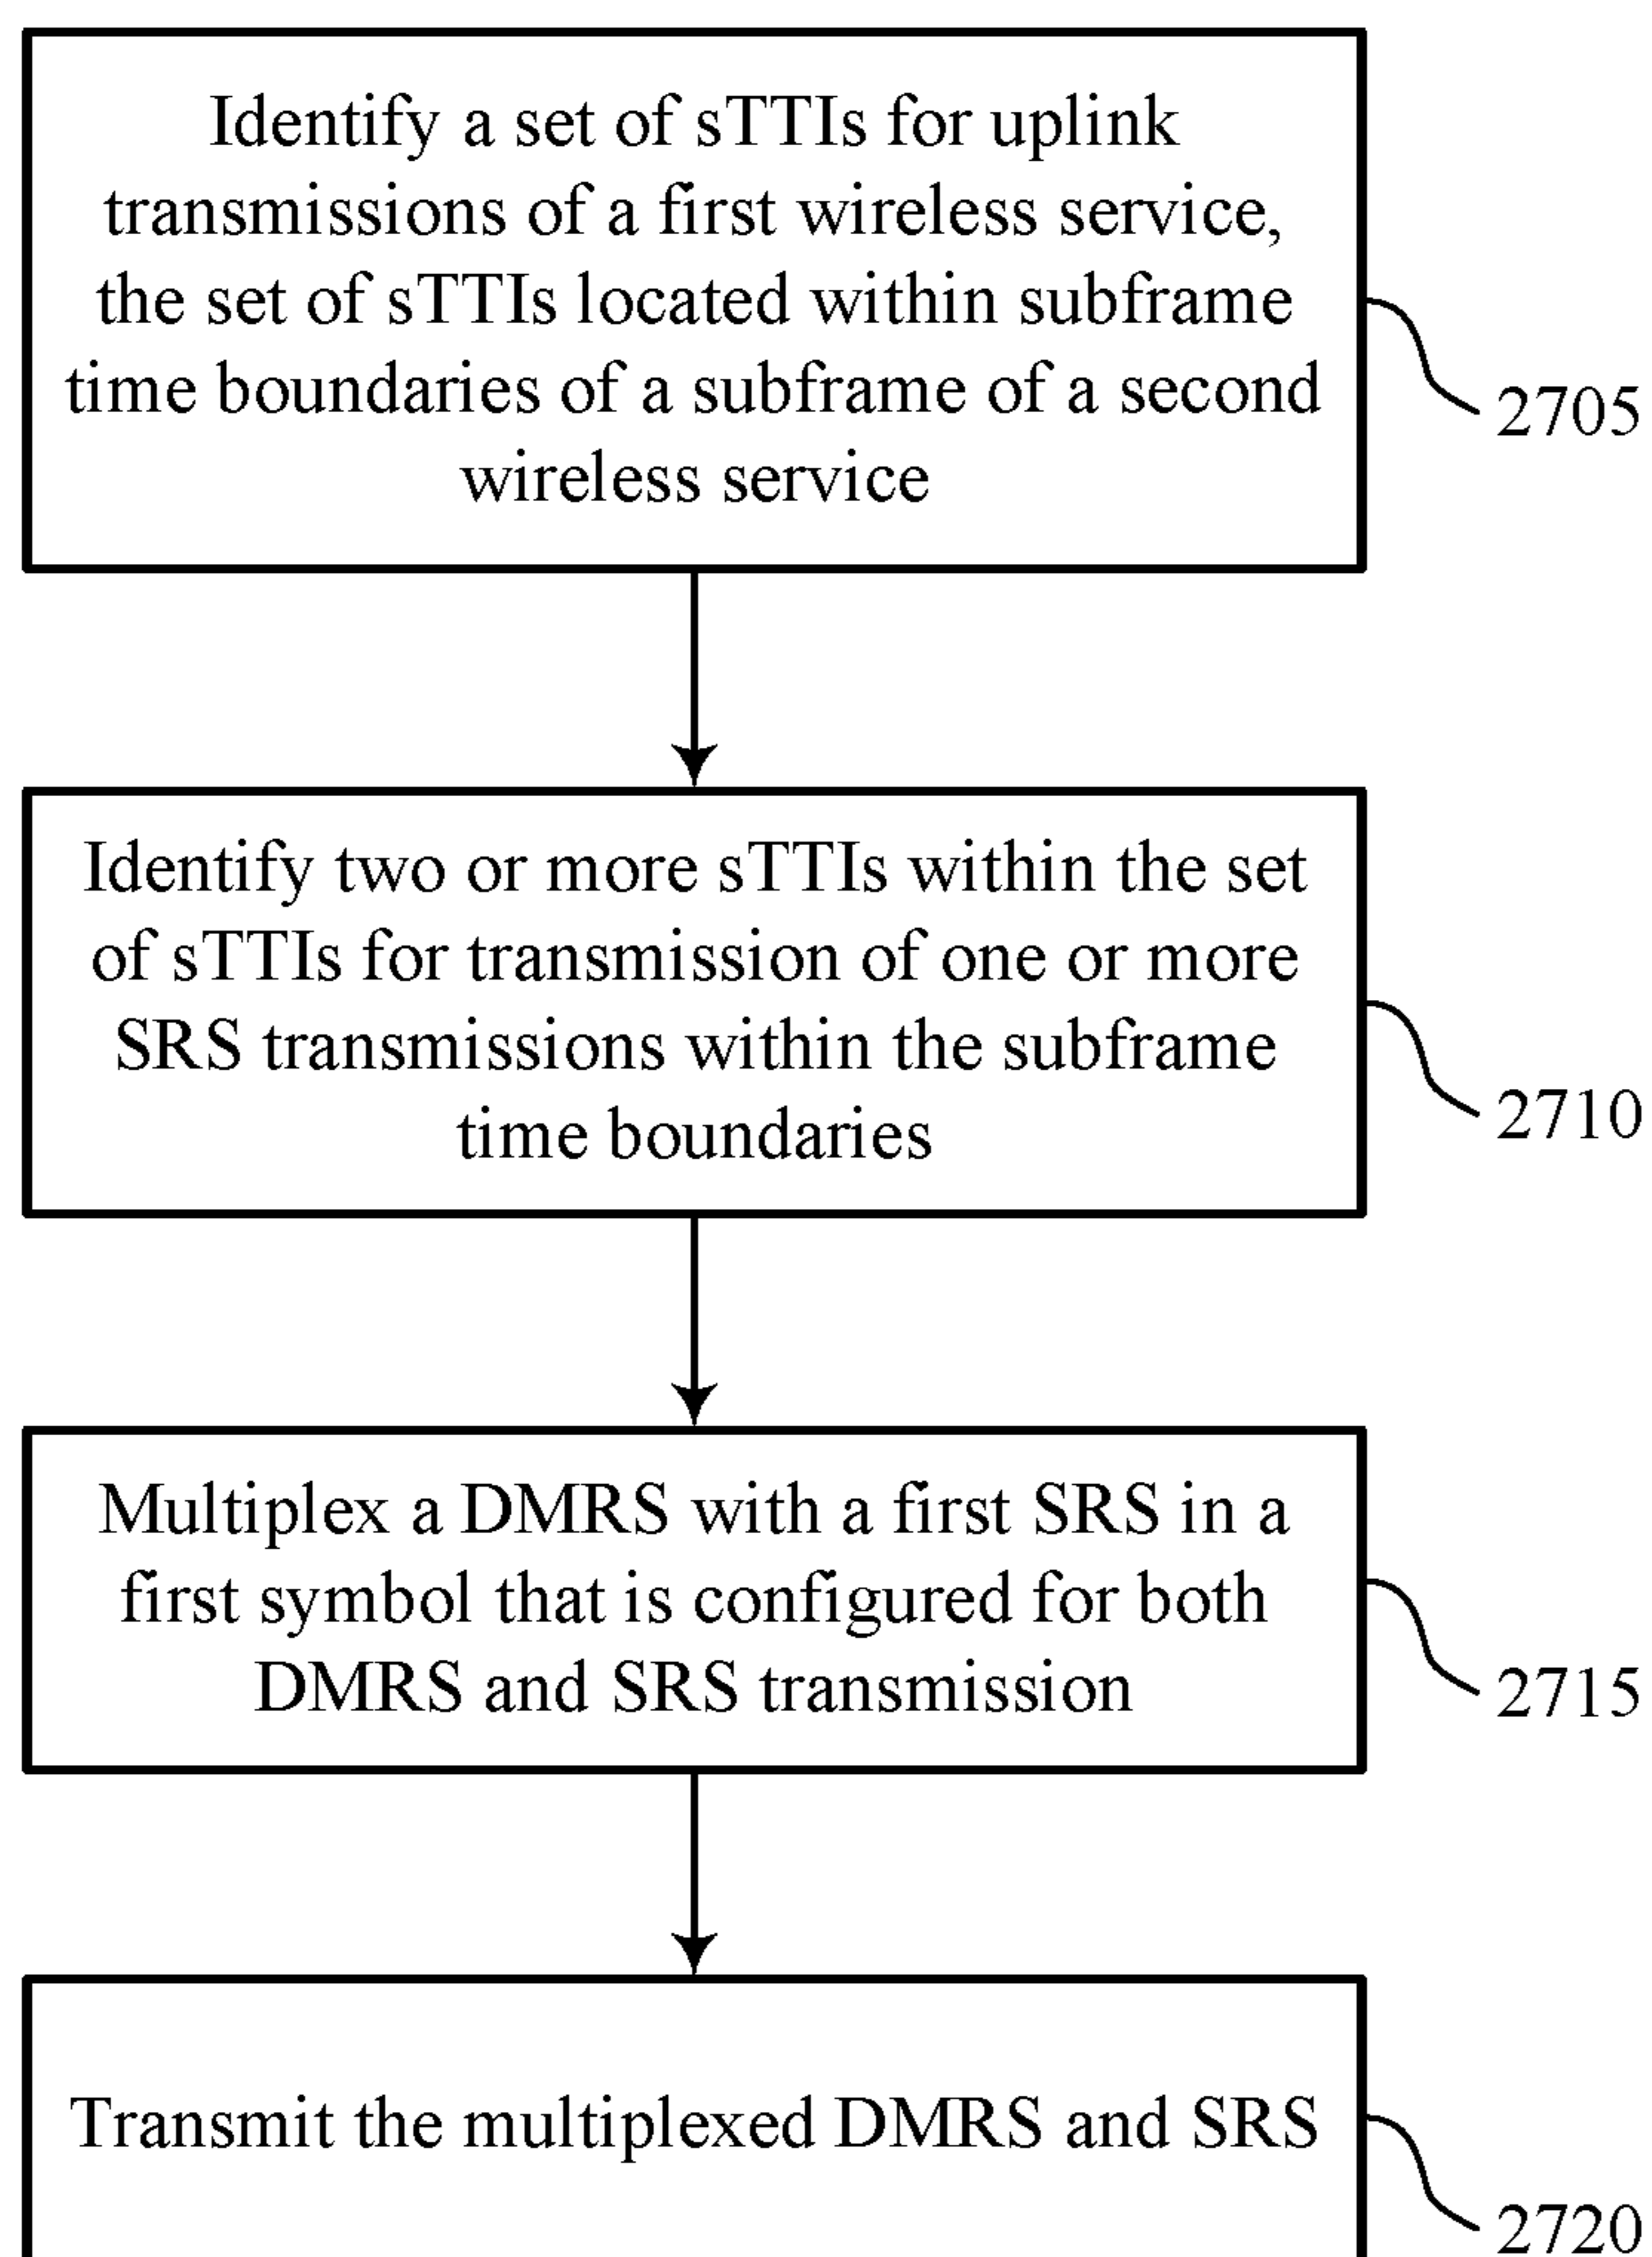 Identify a set of sTTIs for uplink
transmissions of a first wireless service,
the set of sTTIs located within subframe
time boundaries of a subframe of a second
wireless service
2705
Identify two or more sTTIs within the set
of sTTIs for transmission of one or more
SRS transmissions within the subframe
time boundaries
2710
Multiplex a DMRS with a first SRS in a
first symbol that is configured for both
DMRS and SRS transmission
2715
Transmit the multiplexed DMRS and SRS
2720